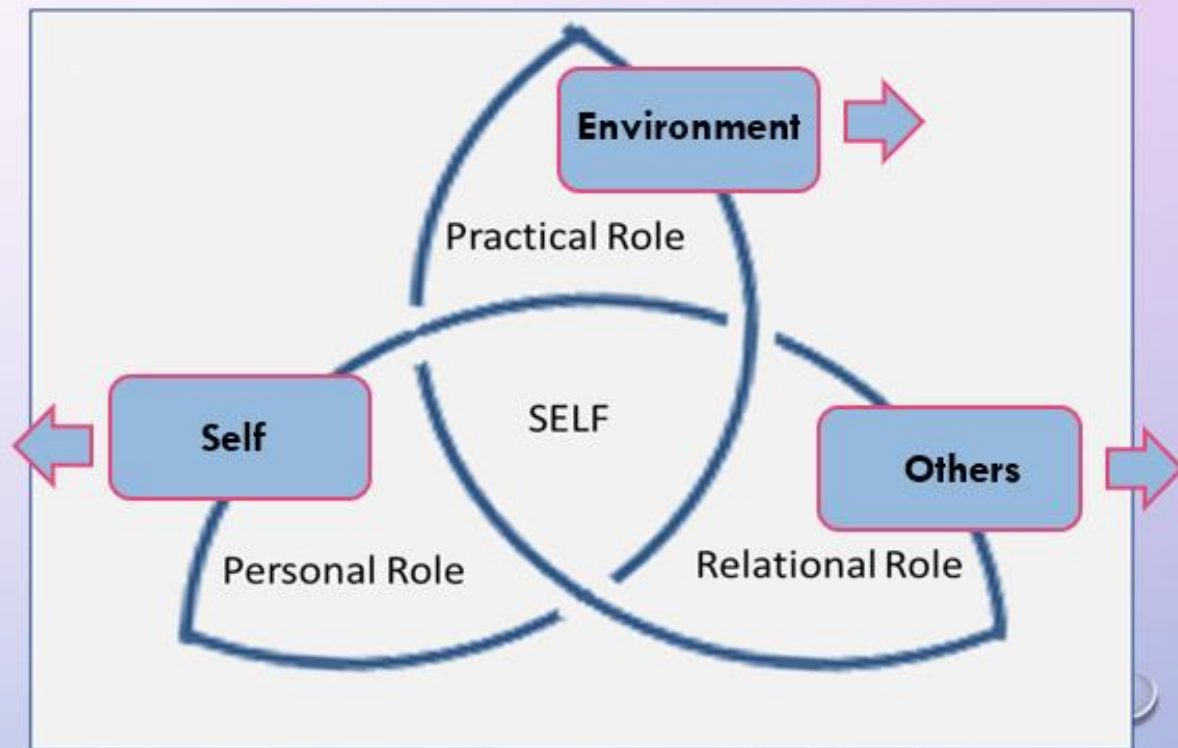 Environment
Practical Role
SELF
Self
Others
Personal Role
Relational Role